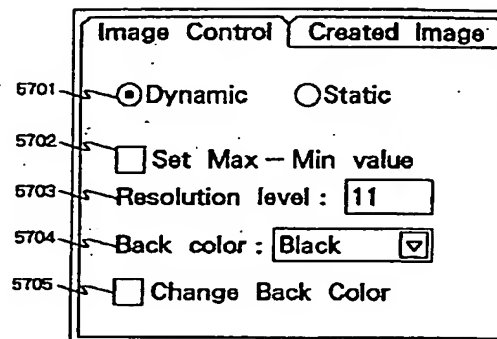 Image Control Created Image
5701 Dynamic Static
5702 Set Max-Min value
5703 Resolution level: 11
5704 Back color: Black
5705 Change Back Color